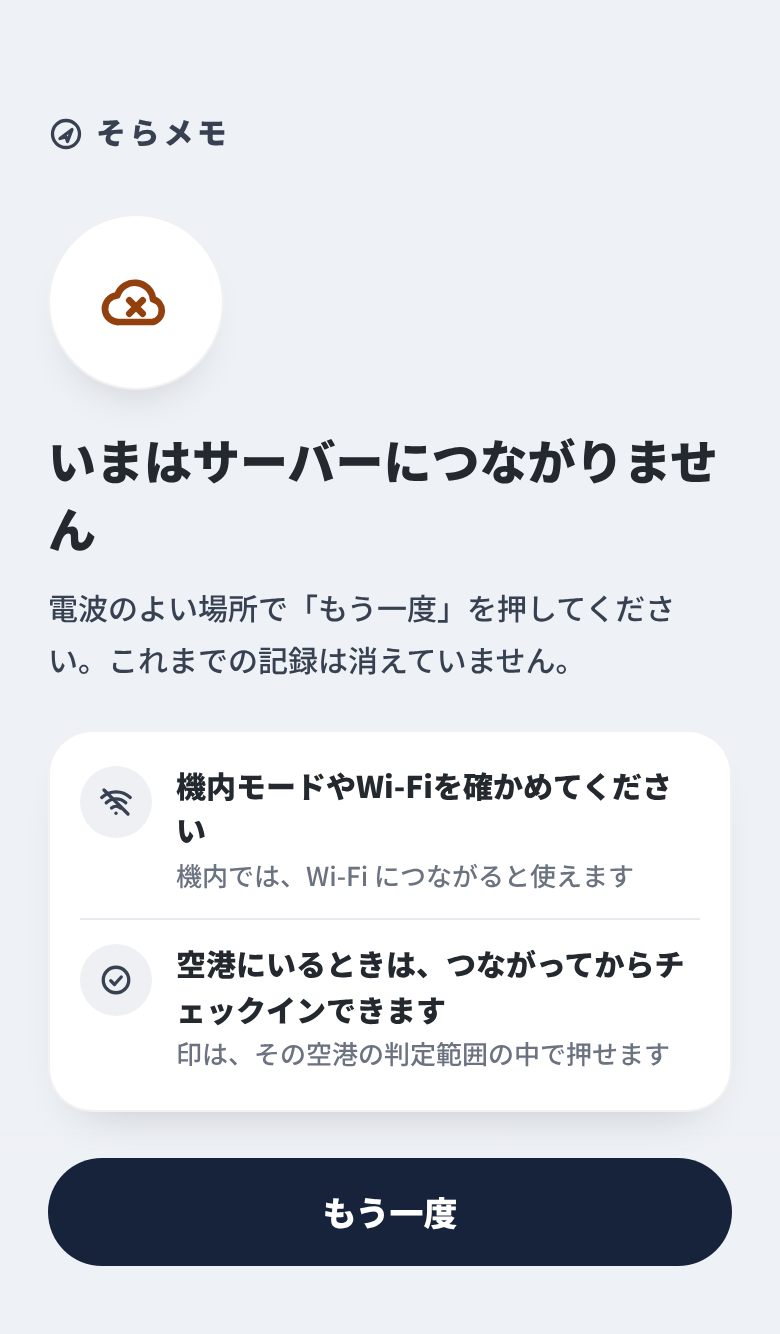 そらメモ
いまはサーバーにつながりませ
ん
電波のよい場所で「もう一度」を押してくださ
い。これまでの記録は消えていません。
機内モードやWi-Fiを確かめてくださ
い
機内では、Wi-Fi につながると使えます
空港にいるときは、つながってからチ
ェックインできます
印は、その空港の判定範囲の中で押せます
もう一度